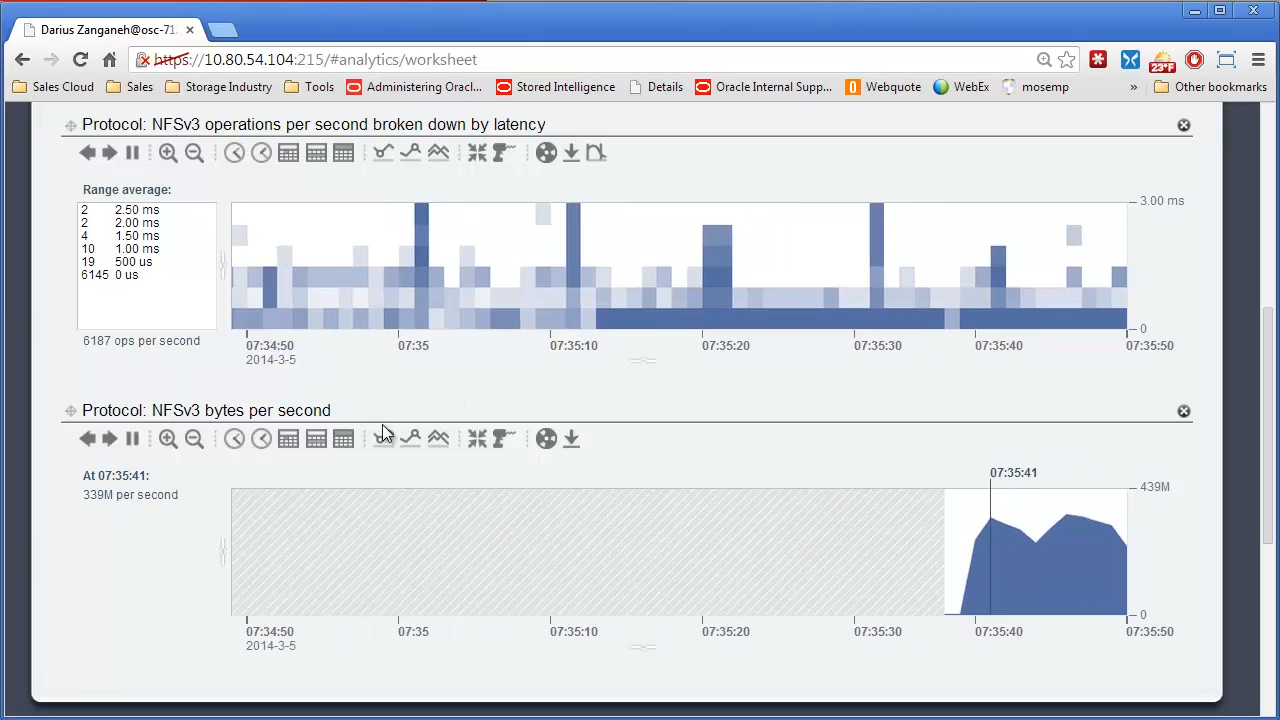 Darius Zanganeh@osc-71
https://10.80.54.104:215/#analytics/worksheet
23°F
Sales Cloud Sales Storage Industry Tools Administering Orac... Stored Intelligence Details Oracle Internal Supp... Webquote WebEx mosemp » Other bookmarks
Protocol: NFSv3 operations per second broken down by latency
Range average:
2 2.50 ms
2 2.00 ms
4 1.50 ms
10 1.00 ms
19 500 us
6145 0 us
6187 ops per second
3.00 ms
0
07:34:50 07:35 07:35:10 07:35:20 07:35:30 07:35:40 07:35:50
2014-3-5
Protocol: NFSv3 bytes per second
At 07:35:41:
339M per second
07:35:41
439M
0
07:34:50 07:35 07:35:10 07:35:20 07:35:30 07:35:40 07:35:50
2014-3-5